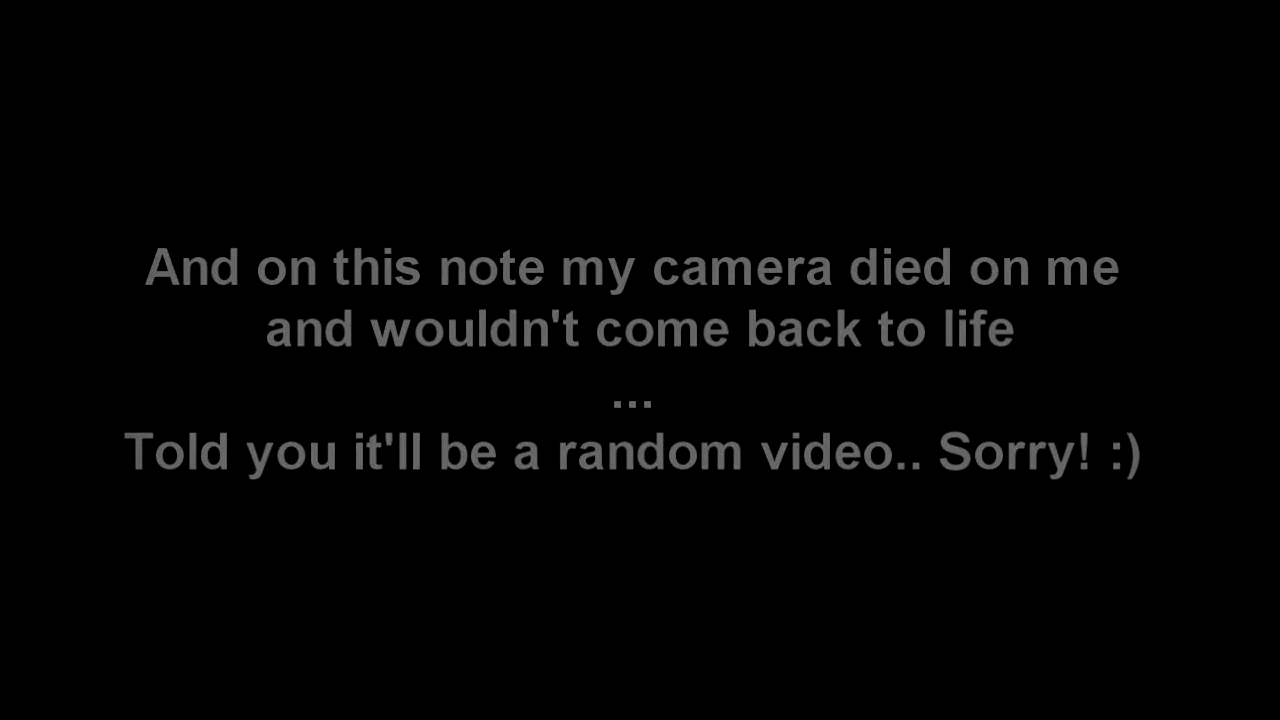 And on this note my camera died on me
and wouldn't come back to life
...
Told you it'll be a random video.. Sorry! :)